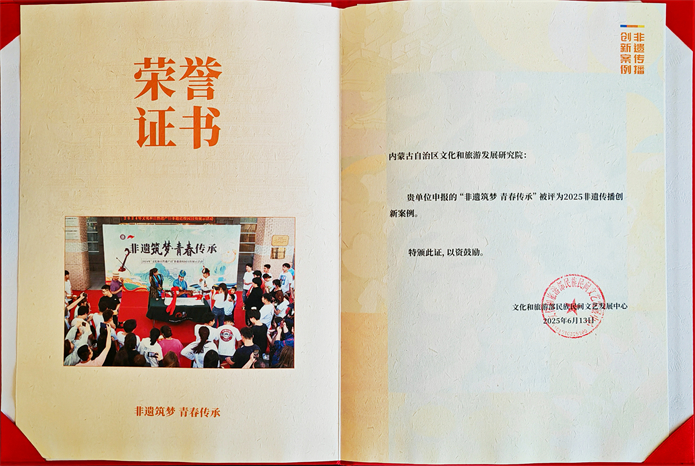 荣誉
证书
非遗筑梦 青春传承
非遗筑梦 青春传承
非遗传播
创新案例
内蒙古自治区文化和旅游发展研究院：
贵单位申报的“非遗筑梦 青春传承”被评为2025非遗传播创
新案例。
特颁此证，以资鼓励。
文化和旅游部民族民间文艺发展中心
2025年6月13日